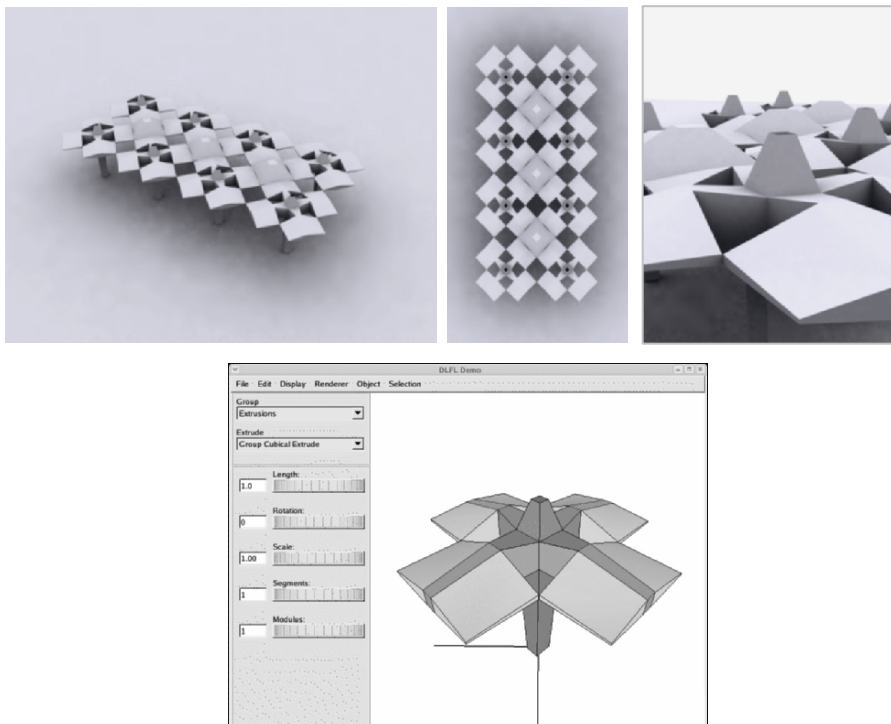 DLFL Demo
File Edit Display Renderer Object Selection
Group
Extrusions
Extrude
Group Cubical Extrude
Length:
1.0
Rotation:
0
Scale:
1.00
Segments:
1
Modulus:
1